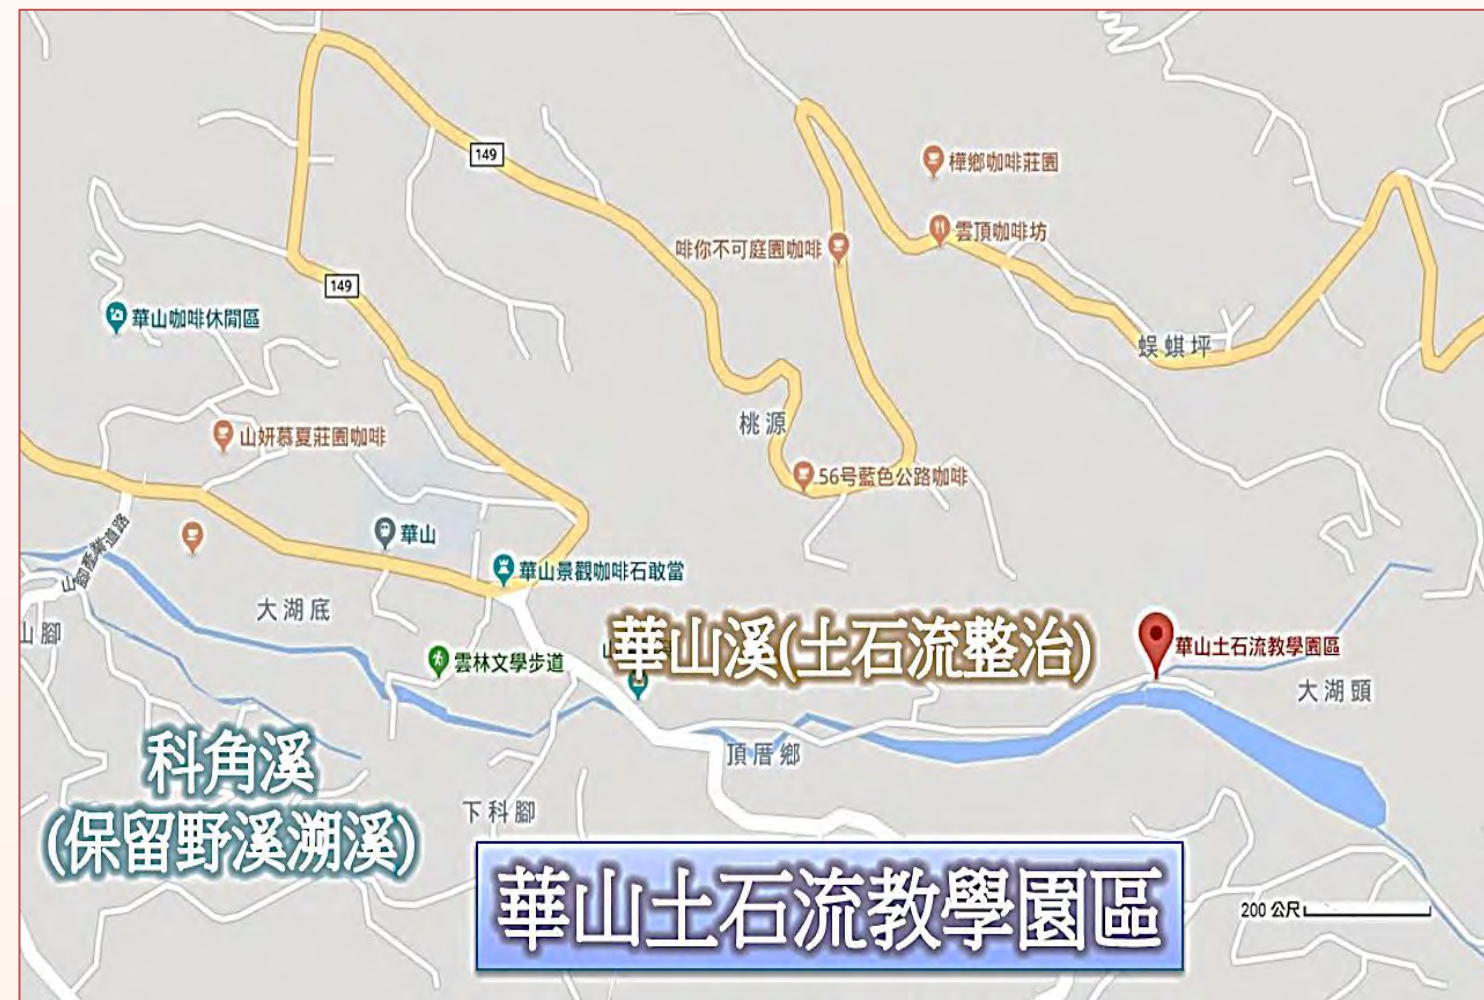 149
樺鄉咖啡莊園
啡你不可庭園咖啡
雲頂咖啡坊
149
華山咖啡休閒區
蜈蜞坪
桃源
山妍慕夏莊園咖啡
56号藍色公路咖啡
華山
華山景觀咖啡石敢當
大湖底
山腳
雲林文學步道
華山溪(土石流整治)
華山土石流教學園區
大湖頭
科角溪
(保留野溪溯溪)
頂厝鄉
下科腳
華山土石流教學園區
200 公尺